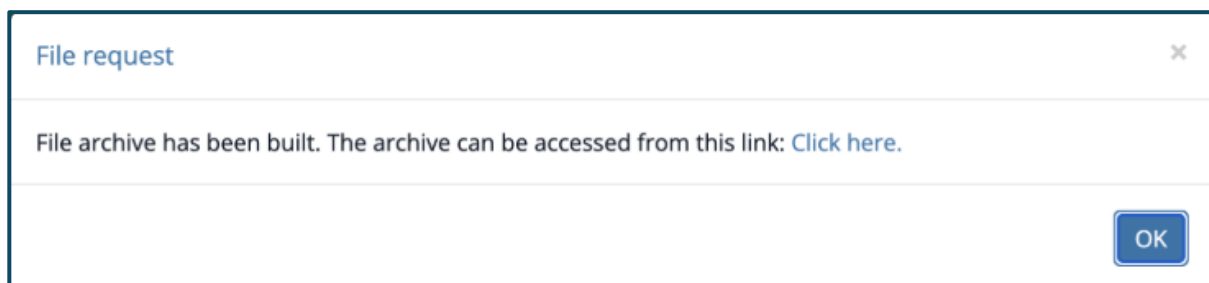 File request
×
File archive has been built. The archive can be accessed from this link: Click here.
OK